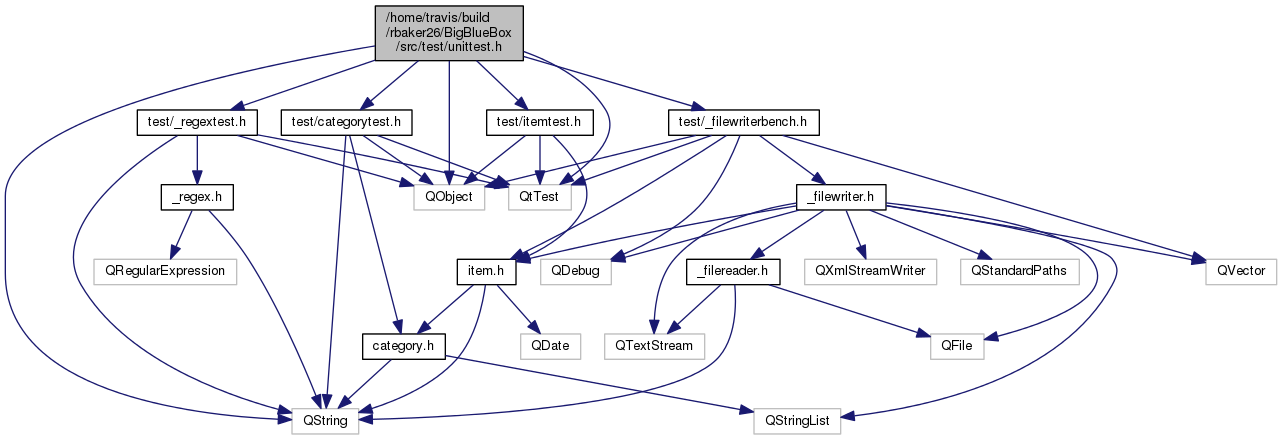 /home/travis/build
/rbaker26/BigBlueBox
/src/test/unittest.h
test/_regextest.h
test/categorytest.h
test/itemtest.h
test/_filewriterbench.h
_regex.h
QObject
QtTest
_filewriter.h
QRegularExpression
item.h
QDebug
_filereader.h
QXmlStreamWriter
QStandardPaths
QVector
category.h
QDate
QTextStream
QFile
QString
QStringList